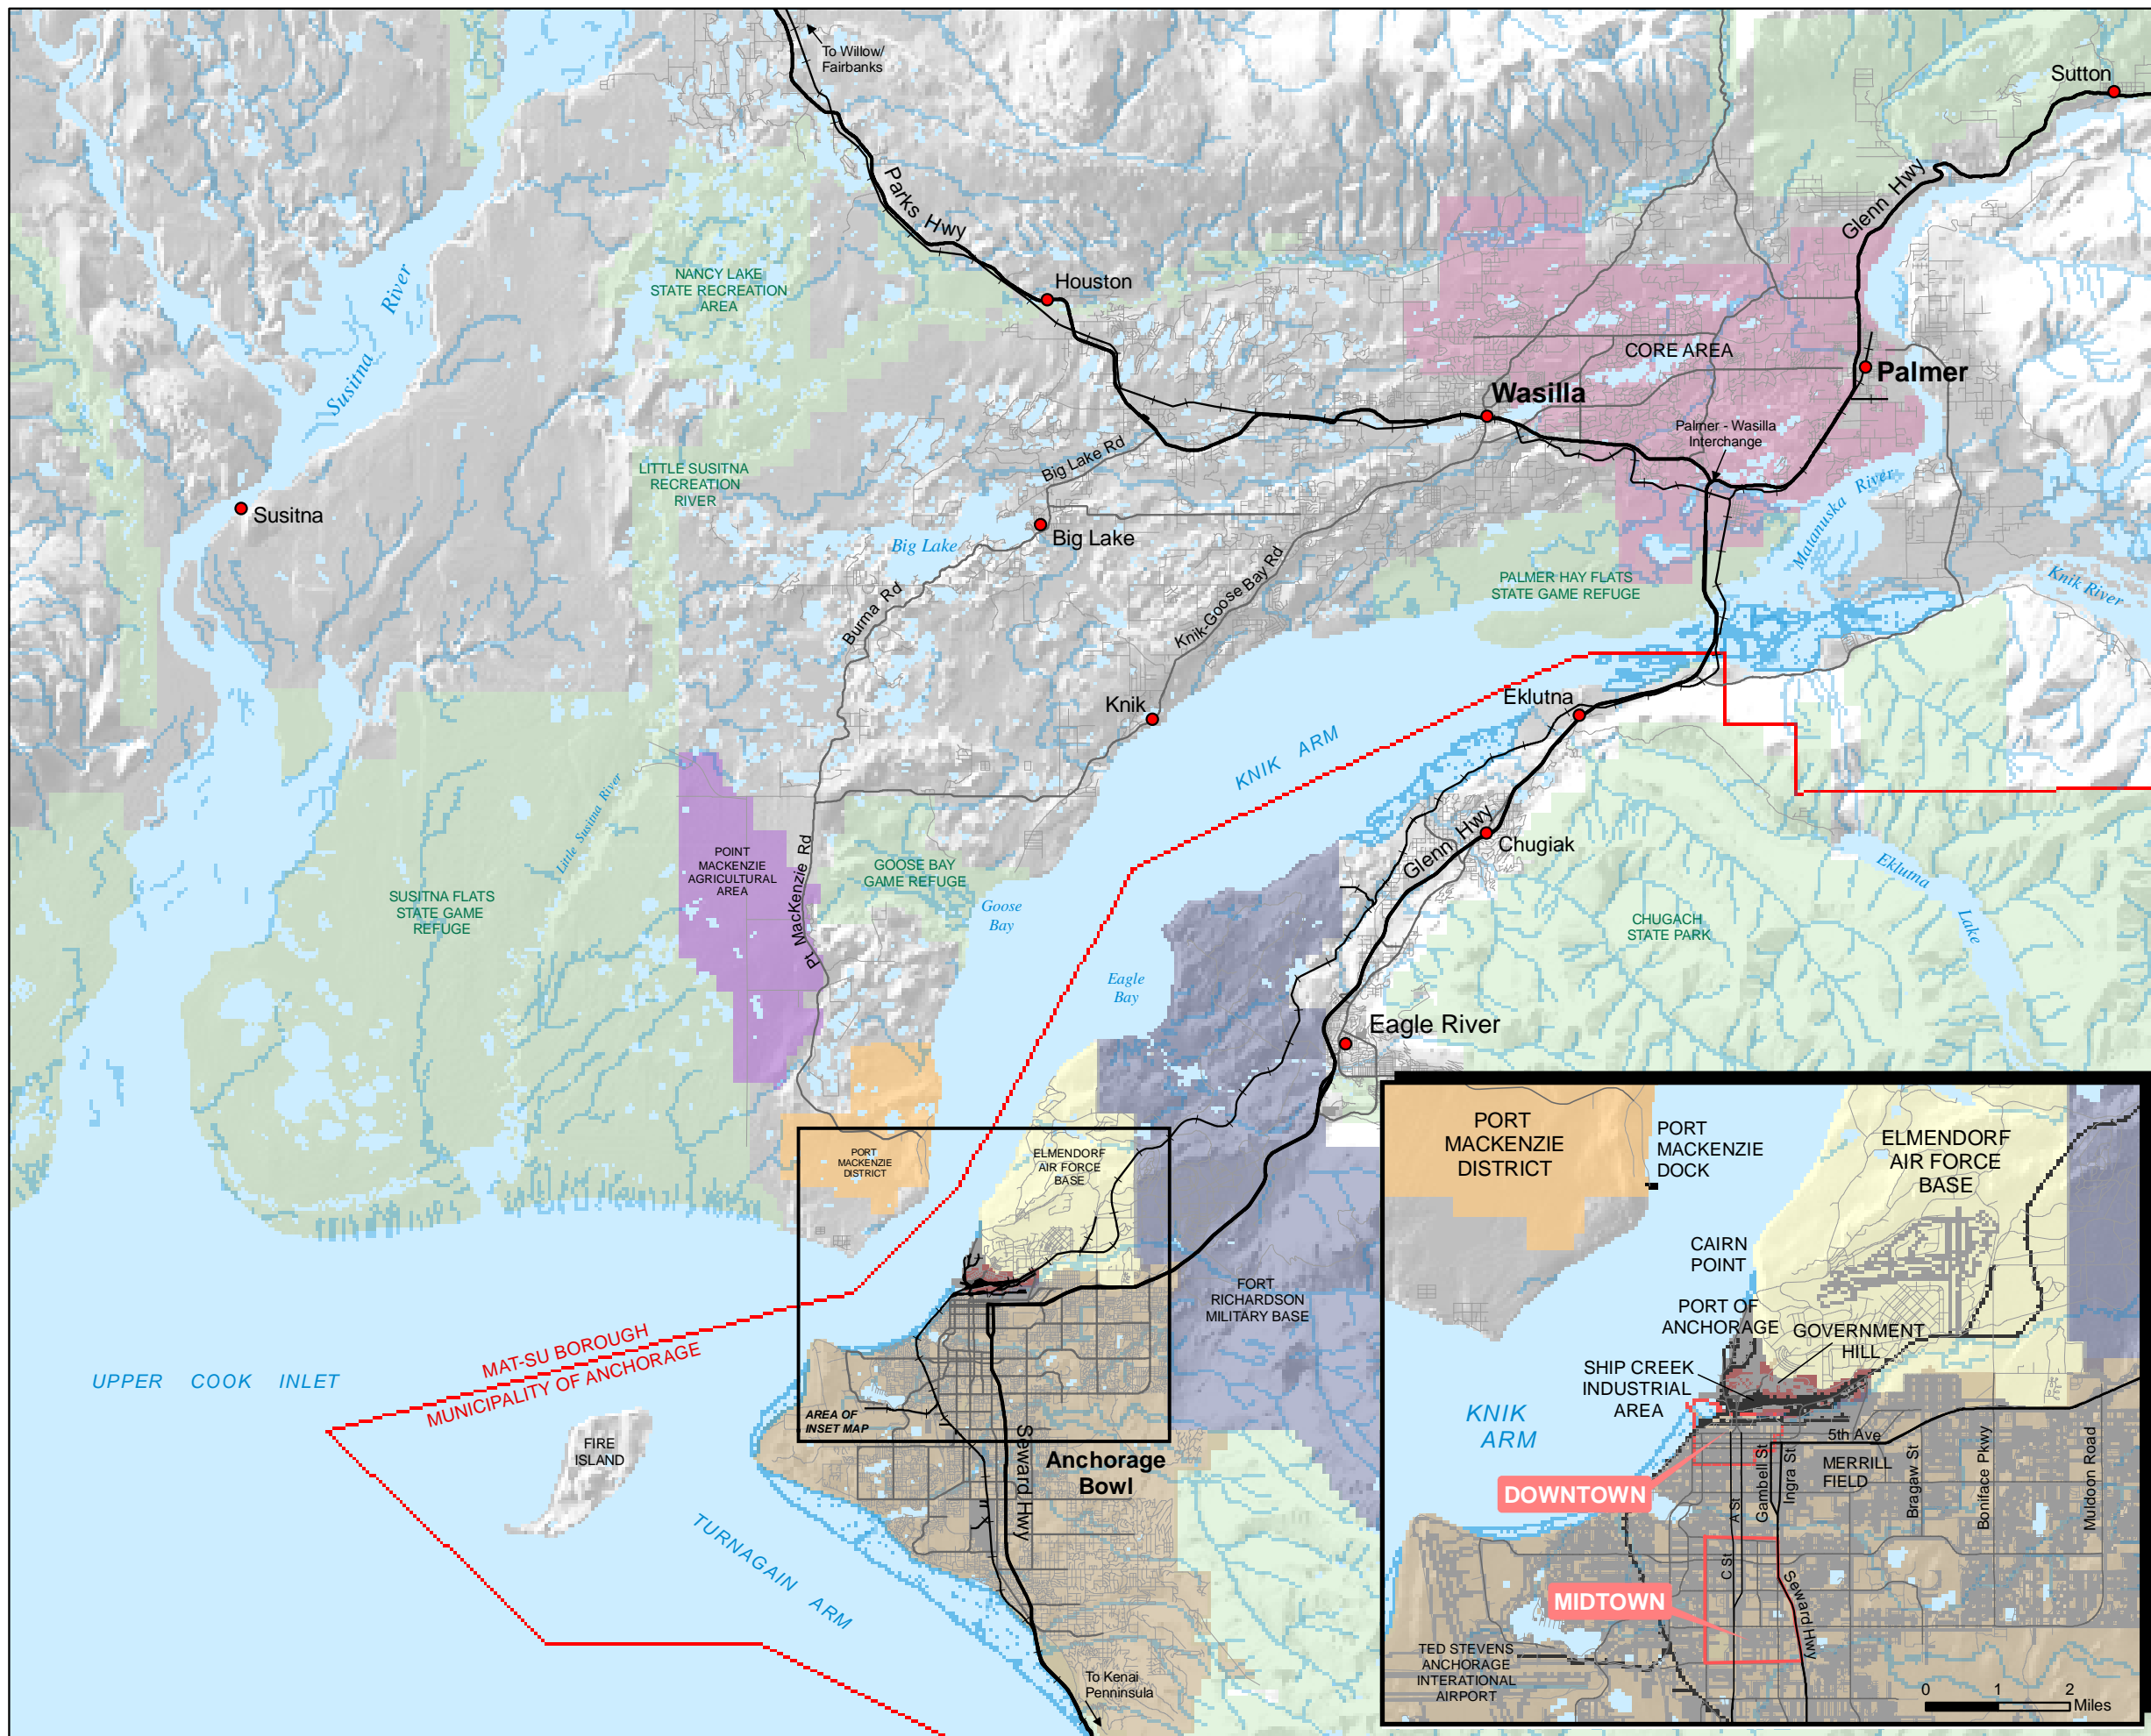 To Willow/
Fairbanks
Sutton
Parks Hwy
Glenn Hwy
Susitna River
NANCY LAKE
STATE RECREATION
AREA
Houston
CORE AREA
Palmer
Wasilla
Palmer - Wasilla
Interchange
Big Lake Rd
LITTLE SUSITNA
RECREATION
RIVER
Susitna
Big Lake
Big Lake
Matanuska River
Knik River
PALMER HAY FLATS
STATE GAME REFUGE
Burma Rd
Knik-Goose Bay Rd
Knik
Eklutna
KNIK ARM
Little Susitna River
Glenn Hwy
Chugiak
POINT
MACKENZIE
AGRICULTURAL
AREA
Pt. MacKenzie Rd
GOOSE BAY
GAME REFUGE
Goose
Bay
SUSITNA FLATS
STATE GAME
REFUGE
CHUGACH
STATE PARK
Eklutna
Lake
Eagle
Bay
Eagle River
PORT
MACKENZIE
DISTRICT
ELMENDORF
AIR FORCE
BASE
FORT
RICHARDSON
MILITARY BASE
MAT-SU BOROUGH
MUNICIPALITY OF ANCHORAGE
UPPER COOK INLET
FIRE
ISLAND
AREA OF
INSET MAP
Seward Hwy
Anchorage
Bowl
TURNAGAIN ARM
To Kenai
Penninsula
PORT
MACKENZIE
DISTRICT
PORT
MACKENZIE
DOCK
ELMENDORF
AIR FORCE
BASE
CAIRN
POINT
PORT OF
ANCHORAGE
GOVERNMENT
HILL
SHIP CREEK
INDUSTRIAL
AREA
KNIK
ARM
5th Ave
MERRILL
FIELD
DOWNTOWN
A St
Gambell St
Ingra St
Bragaw St
Boniface Pkwy
Muldoon Road
C St
MIDTOWN
Seward Hwy
TED STEVENS
ANCHORAGE
INTERATIONAL
AIRPORT
0 1 2
Miles